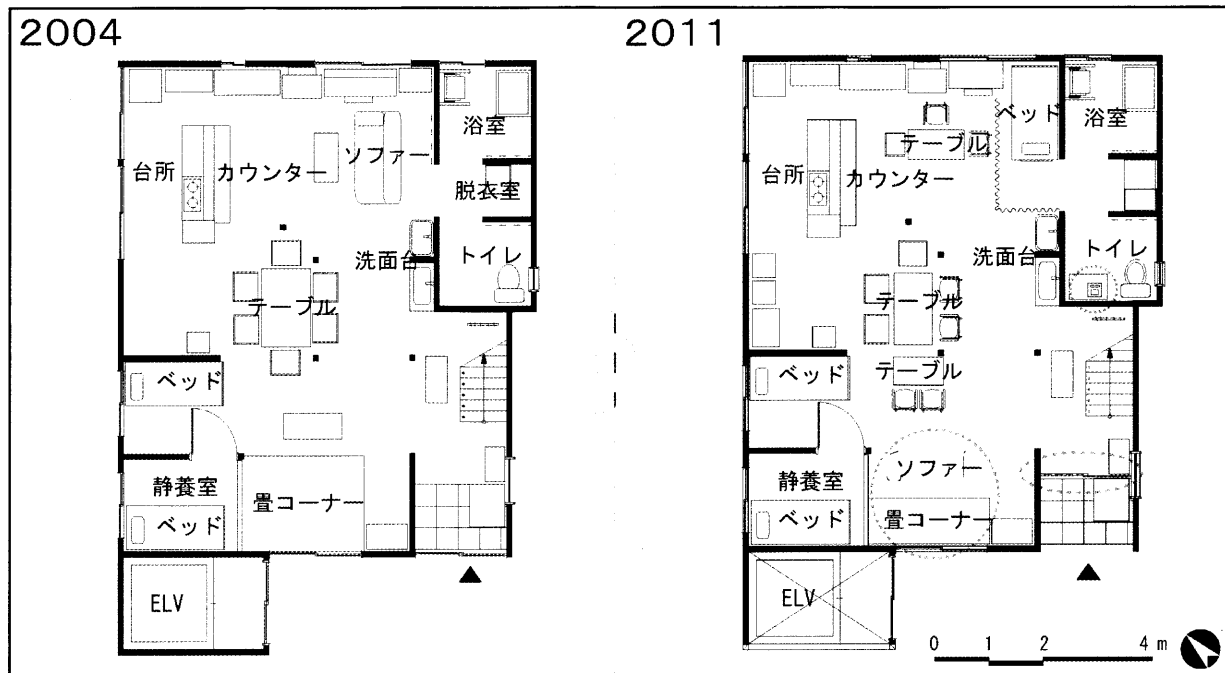 2004
浴室
ソファー
台所
カウンター
脱衣室
洗面台
トイレ
テーブル
ベッド
静養室
畳コーナー
ベッド
ELV
2011
ベッド
浴室
テーブル
台所
カウンター
洗面台
トイレ
テーブル
テーブル
ベッド
ソファー
静養室
ベッド
畳コーナー
ELV
0 1 2 4 m